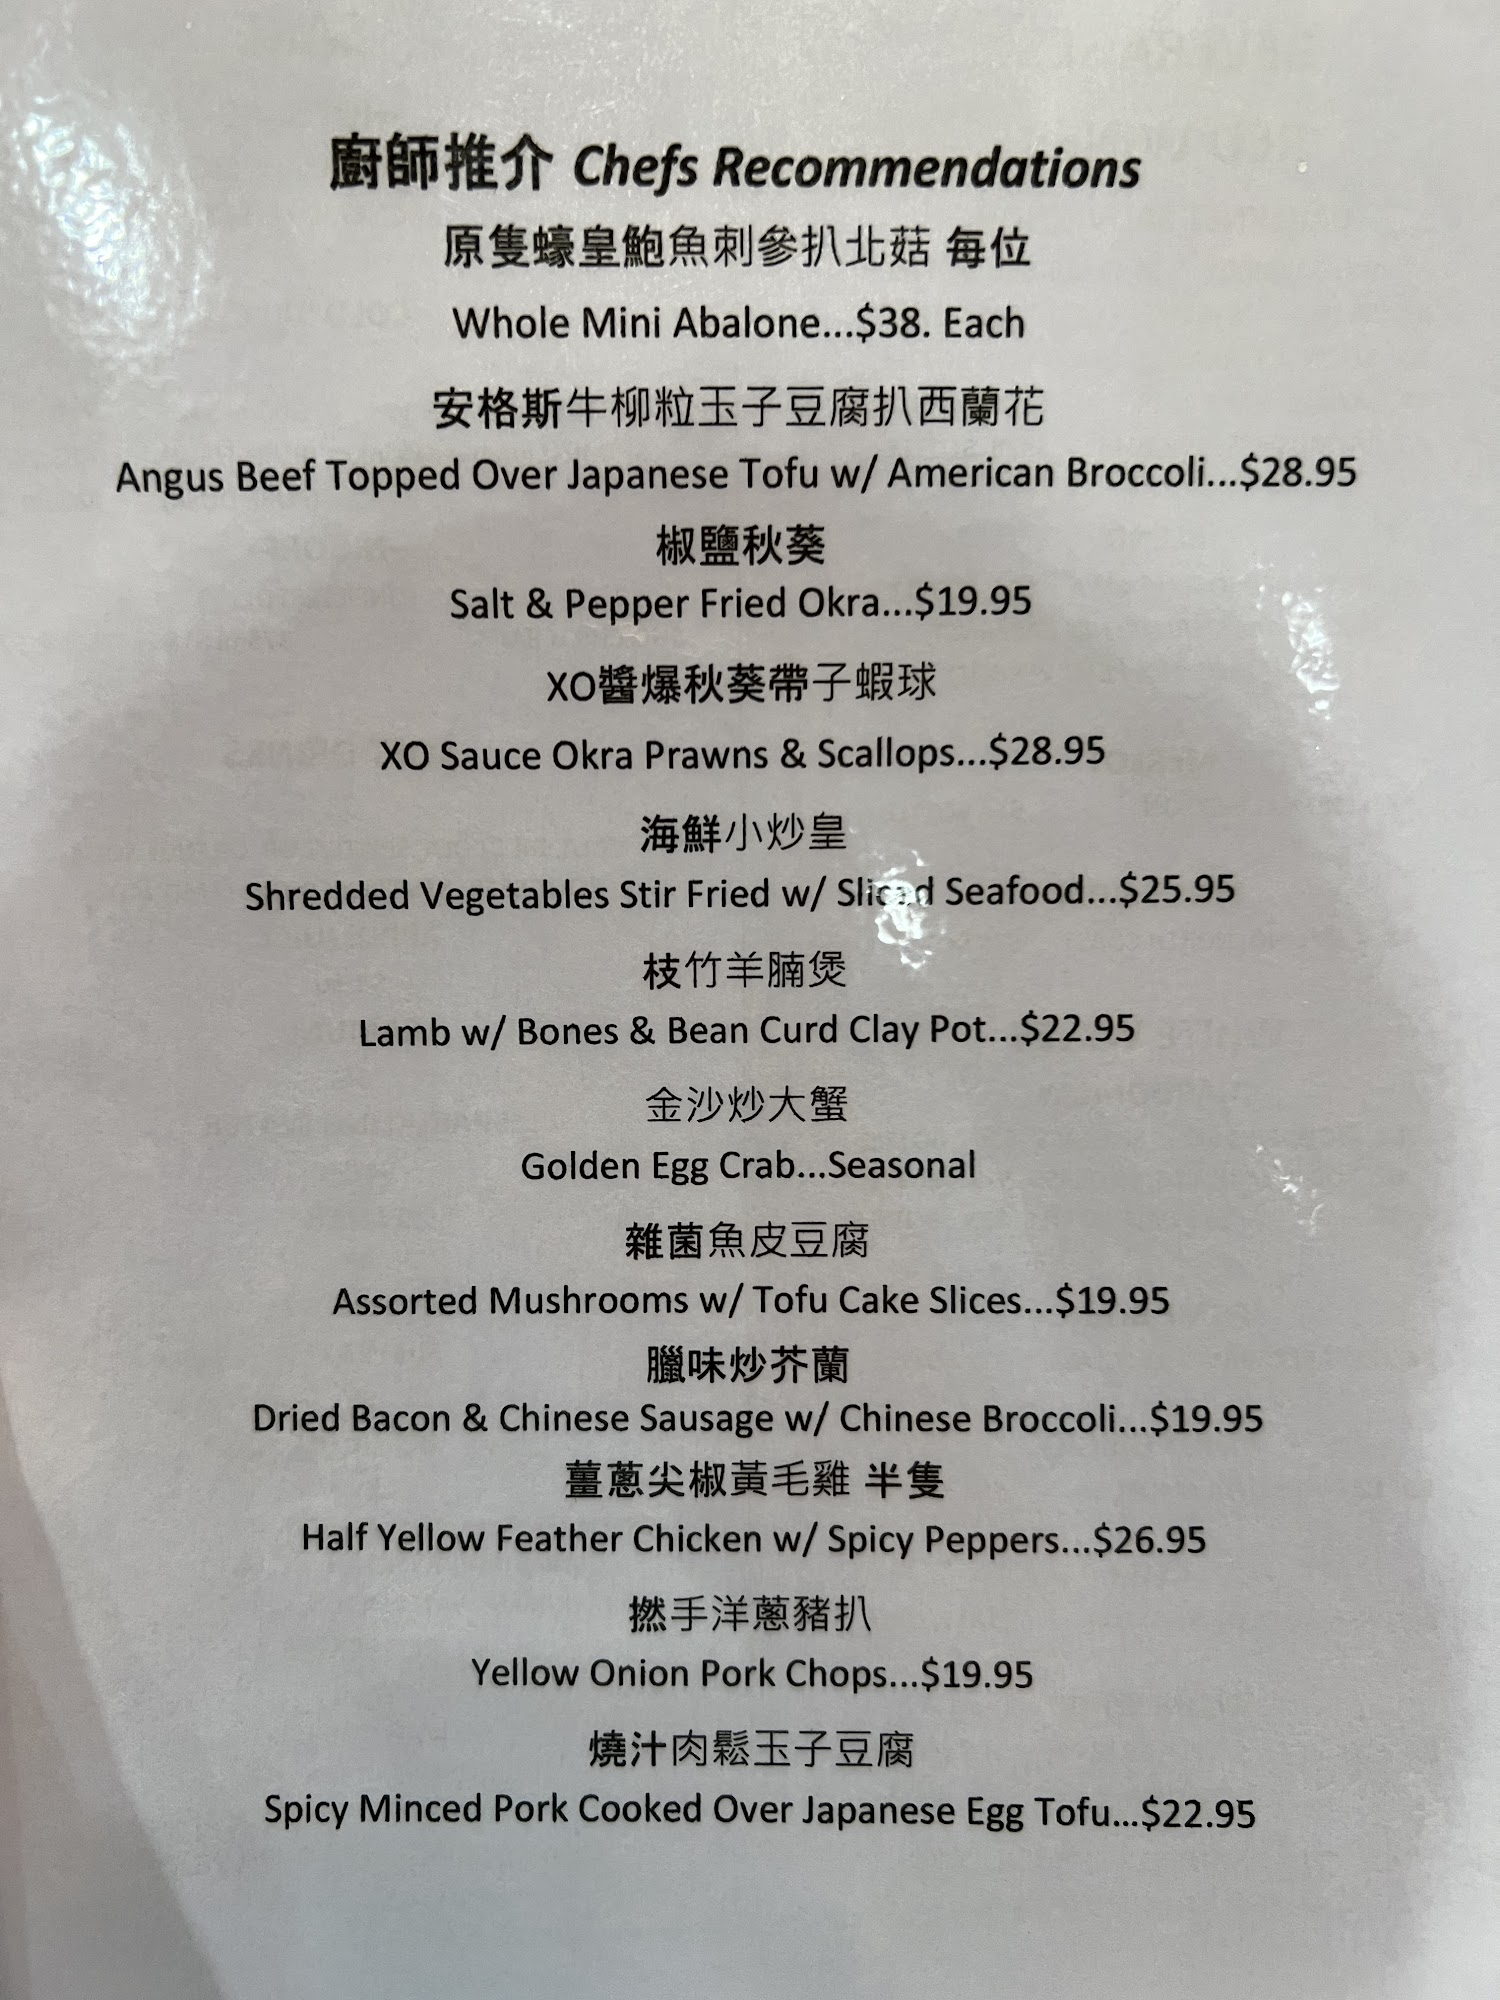 廚師推介 Chefs Recommendations
原隻蠔皇鮑魚刺參扒北菇 每位
Whole Mini Abalone...$38. Each
安格斯牛柳粒玉子豆腐扒西蘭花
Angus Beef Topped Over Japanese Tofu w/ American Broccoli...$28.95
椒鹽秋葵
Salt & Pepper Fried Okra...$19.95
XO醬爆秋葵帶子蝦球
XO Sauce Okra Prawns & Scallops...$28.95
海鮮小炒皇
Shredded Vegetables Stir Fried w/ Sliced Seafood...$25.95
枝竹羊腩煲
Lamb w/ Bones & Bean Curd Clay Pot...$22.95
金沙炒大蟹
Golden Egg Crab...Seasonal
雜菌魚皮豆腐
Assorted Mushrooms w/ Tofu Cake Slices...$19.95
臘味炒芥蘭
Dried Bacon & Chinese Sausage w/ Chinese Broccoli...$19.95
薑蔥尖椒黃毛雞 半隻
Half Yellow Feather Chicken w/ Spicy Peppers...$26.95
撚手洋蔥豬扒
Yellow Onion Pork Chops...$19.95
燒汁肉鬆玉子豆腐
Spicy Minced Pork Cooked Over Japanese Egg Tofu...$22.95